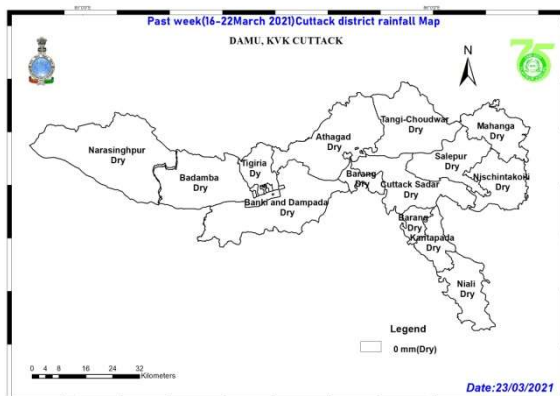 Past week(16-22March 2021)Cuttack district rainfall Map
DAMU, KVK CUTTACK
N
75
Tangi-Choudwar
Dry
Mahanga
Dry
Athagad
Dry
Narasinghpur
Dry
Salepur
Dry
Tigiria
Dy
Badamba
Dry
Barang
Dry
Cuttack Sadar
Dry
Nischintakoili
Dry
Banki and Dampada
Dry
Barang
Dry
Kantapada
Dry
Niali
Dry
Legend
0 mm(Dry)
0 4 8 16 24 32
Kilometers
Date:23/03/2021